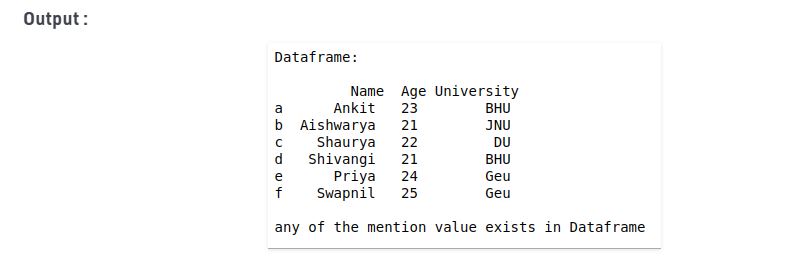 Output :
Dataframe:
Name Age University
a Ankit 23 BHU
b Aishwarya 21 JNU
c Shaurya 22 DU
d Shivangi 21 BHU
e Priya 24 Geu
f Swapnil 25 Geu
any of the mention value exists in Dataframe